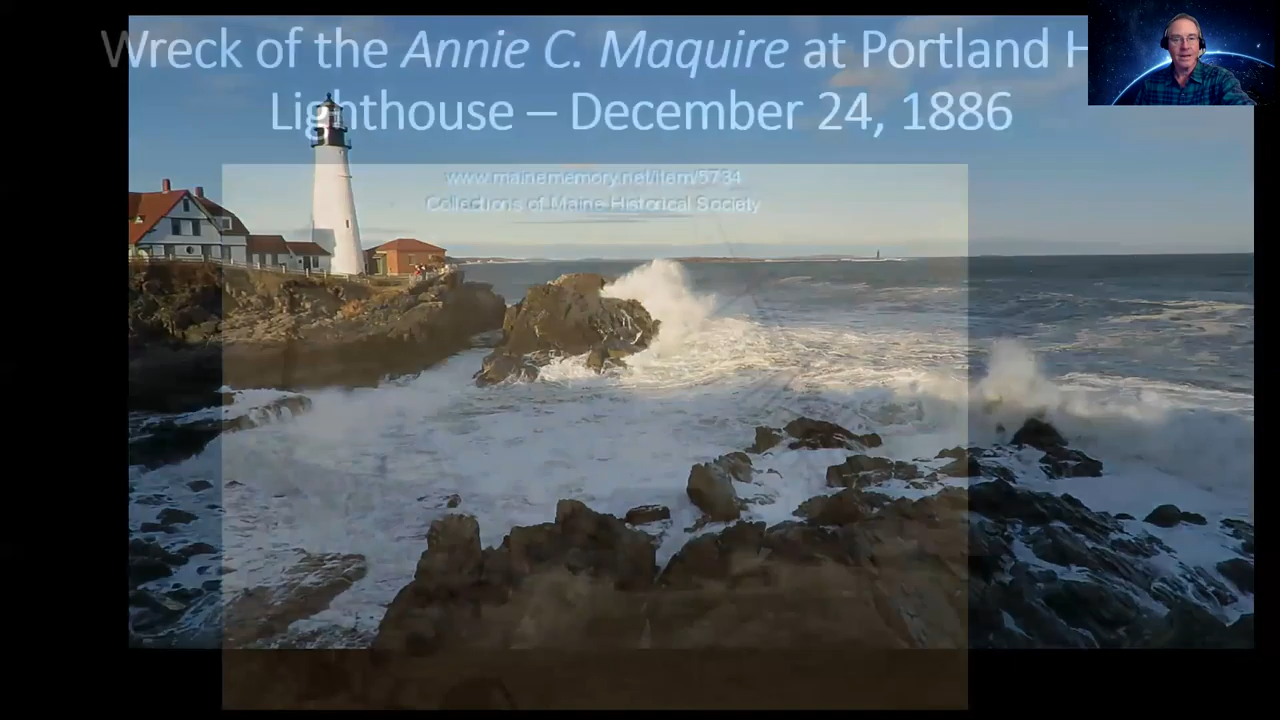 Wreck of the Annie C. Maquire at Portland H
Lighthouse – December 24, 1886
www.mainememory.net/item/5734
Collections of Maine Historical Society